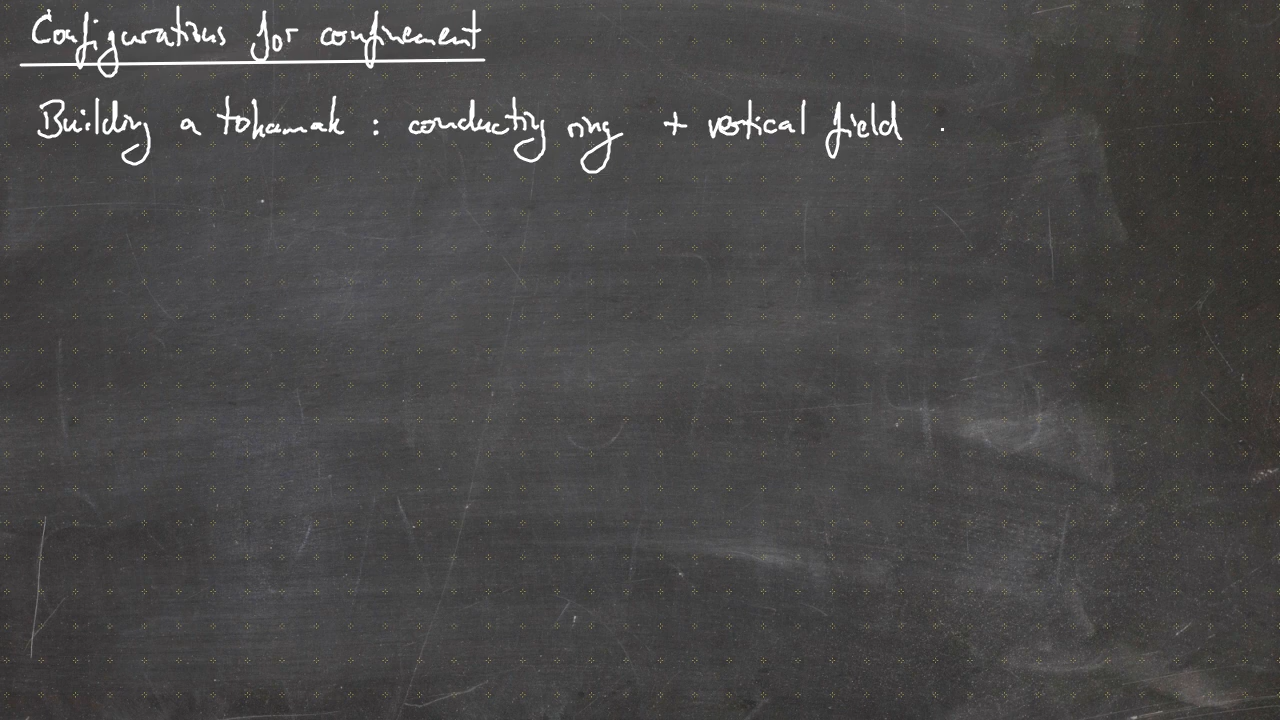 Configurations for confinement
Building a tokamak : conducting ring + vertical field .